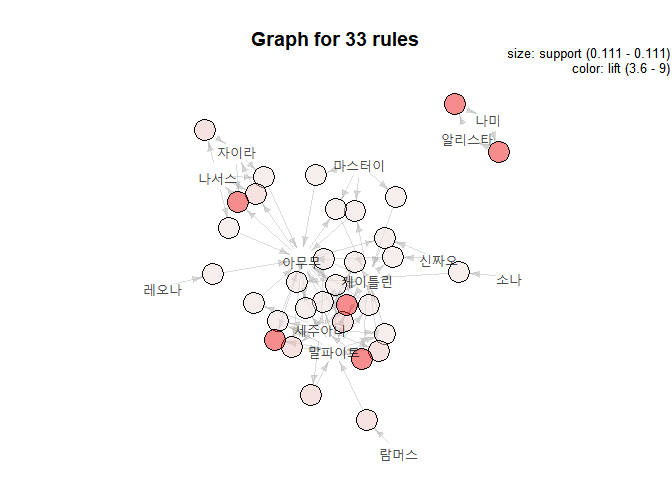 Graph for 33 rules
size: support (0.111 - 0.111)
color: lift (3.6 - 9)
나미
알리스타
자이라
마스터이
나서스
아무무
신짜오
케이틀린
소나
레오나
세주아니
말파이트
람머스